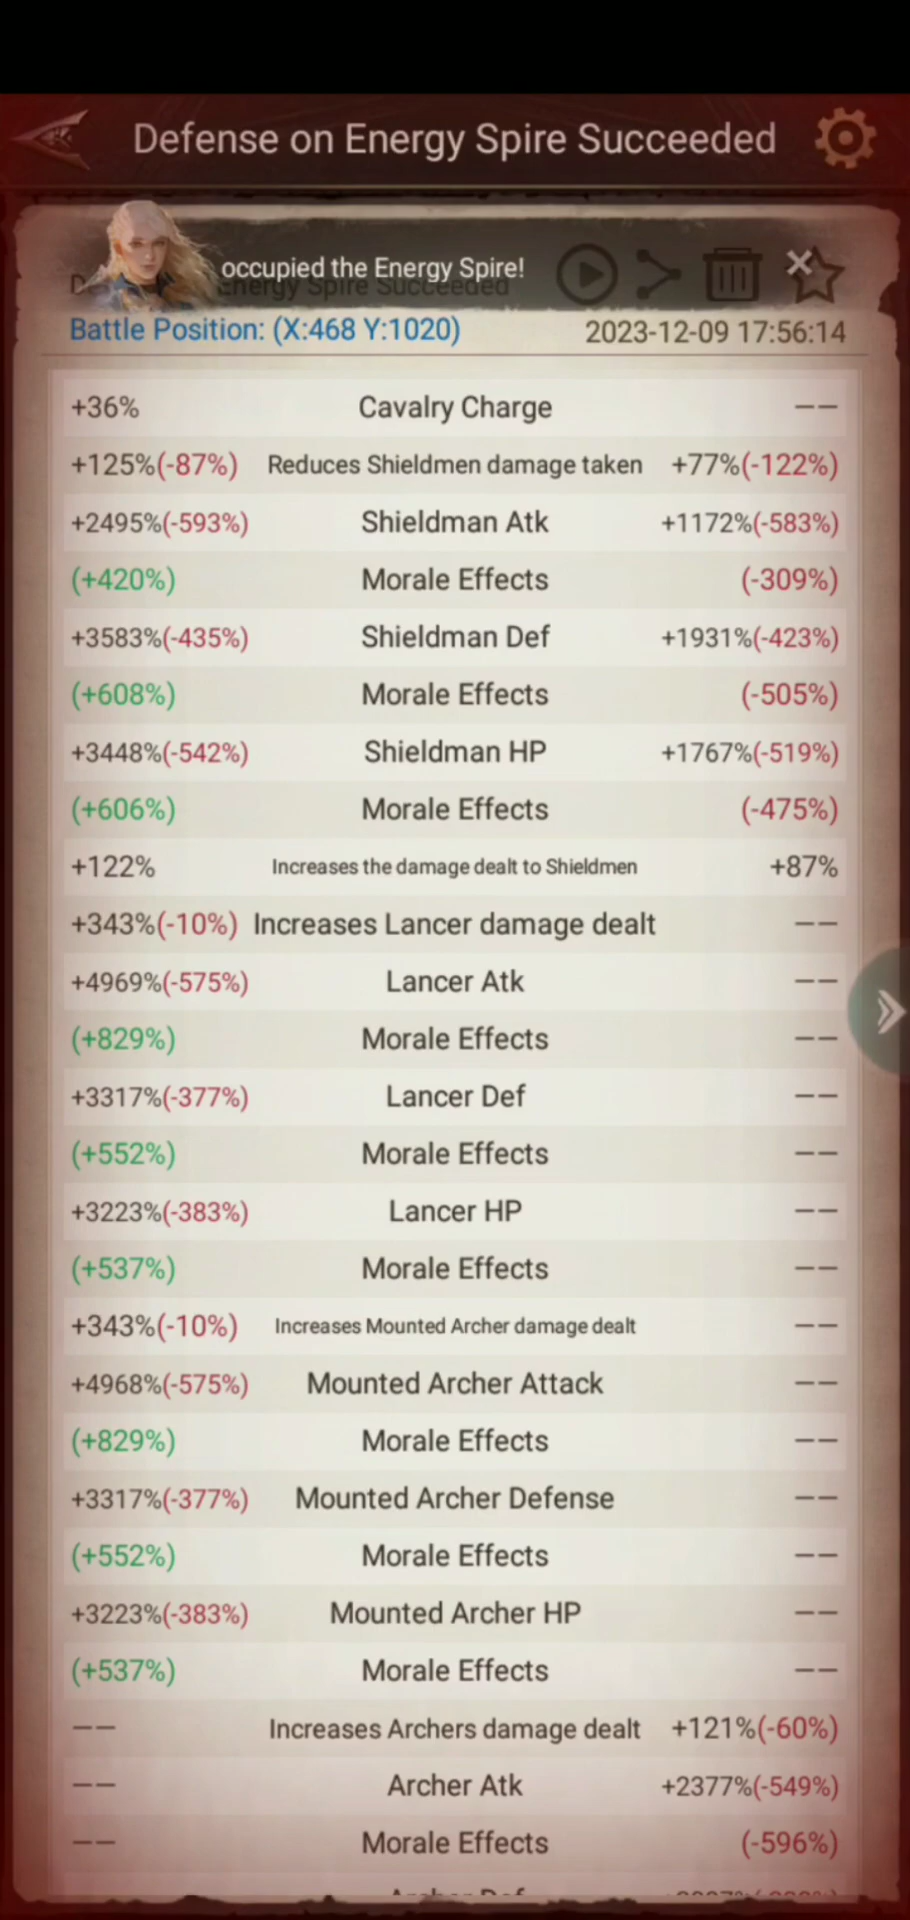 Defense on Energy Spire Succeeded
occupied the Energy Spire!
Energy Spire Succeeded
Battle Position: (X:468 Y:1020) 2023-12-09 17:56:14
+36% Cavalry Charge −−
+125%(-87%) Reduces Shieldmen damage taken +77%(-122%)
+2495%(-593%) Shieldman Atk +1172%(-583%)
(+420%) Morale Effects (-309%)
+3583%(-435%) Shieldman Def +1931%(-423%)
(+608%) Morale Effects (-505%)
+3448%(-542%) Shieldman HP +1767%(-519%)
(+606%) Morale Effects (-475%)
+122% Increases the damage dealt to Shieldmen +87%
+343%(-10%) Increases Lancer damage dealt −−
+4969%(-575%) Lancer Atk −−
(+829%) Morale Effects −−
+3317%(-377%) Lancer Def −−
(+552%) Morale Effects −−
+3223%(-383%) Lancer HP −−
(+537%) Morale Effects −−
+343%(-10%) Increases Mounted Archer damage dealt −−
+4968%(-575%) Mounted Archer Attack −−
(+829%) Morale Effects −−
+3317%(-377%) Mounted Archer Defense −−
(+552%) Morale Effects −−
+3223%(-383%) Mounted Archer HP −−
(+537%) Morale Effects −−
−− Increases Archers damage dealt +121%(-60%)
−− Archer Atk +2377%(-549%)
−− Morale Effects (-596%)
Archer Def